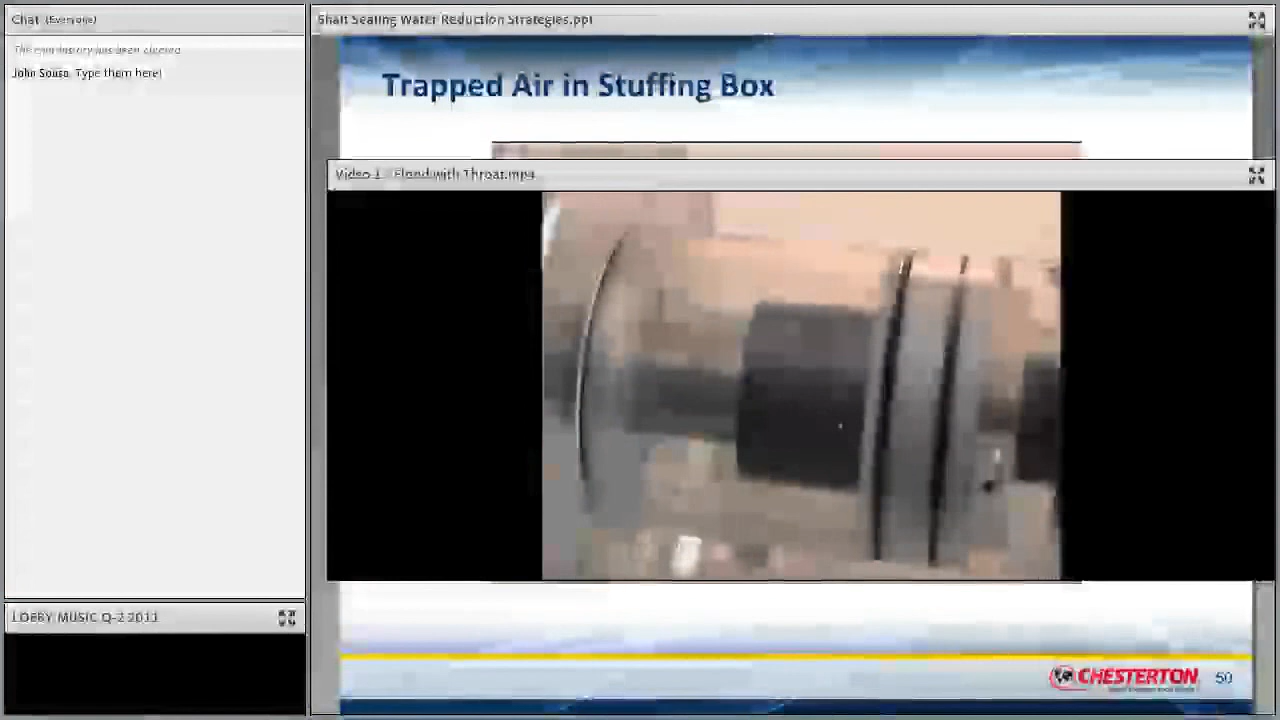 Chat (Everyone)
The chat history has been cleared
John Sousa: Type them here!
LOBBY MUSIC Q-2 2011
Shaft Sealing Water Reduction Strategies.ppt
Trapped Air in Stuffing Box
Video 1 - Flood with Throat.mp4
CHESTERTON
50